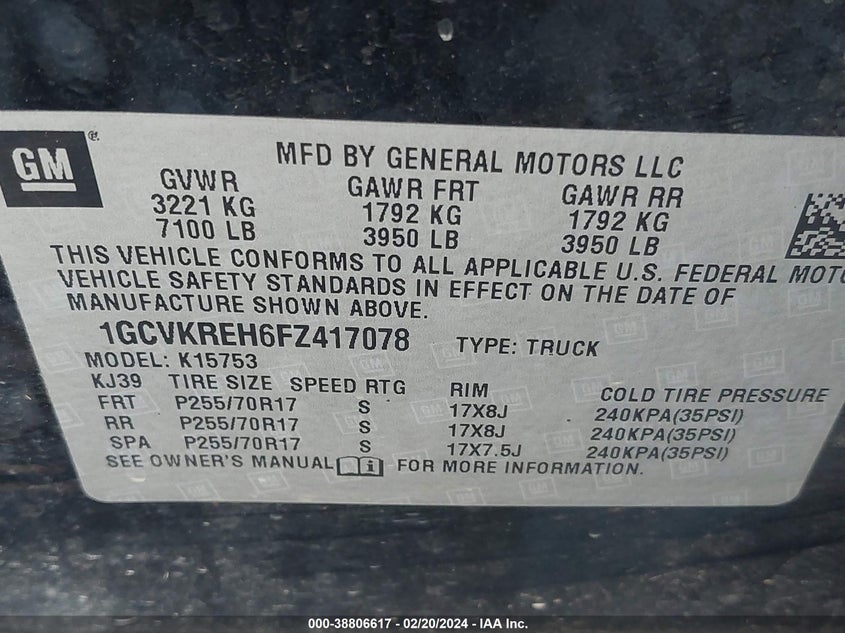 GM
MFD BY GENERAL MOTORS LLC
GVWR GAWR FRT GAWR RR
3221 KG 1792 KG 1792 KG
7100 LB 3950 LB 3950 LB
THIS VEHICLE CONFORMS TO ALL APPLICABLE U.S. FEDERAL MOTO
VEHICLE SAFETY STANDARDS IN EFFECT ON THE DATE OF
MANUFACTURE SHOWN ABOVE.
1GCVKREH6FZ417078 TYPE: TRUCK
MODEL: K15753
KJ39 TIRE SIZE SPEED RTG RIM COLD TIRE PRESSURE
FRT P255/70R17 S 17X8J 240KPA(35PSI)
RR P255/70R17 S 17X8J 240KPA(35PSI)
SPA P255/70R17 S 17X7.5J 240KPA(35PSI)
SEE OWNER'S MANUAL FOR MORE INFORMATION.
000-38806617 - 02/20/2024 - IAA Inc.